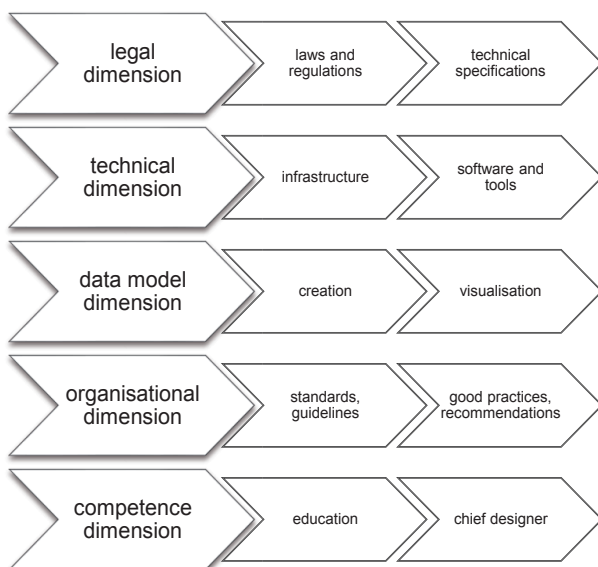 legal
dimension
laws and
regulations
technical
specifications
technical
dimension
infrastructure
software and
tools
data model
dimension
creation
visualisation
organisational
dimension
standards,
guidelines
good practices,
recommendations
competence
dimension
education
chief designer